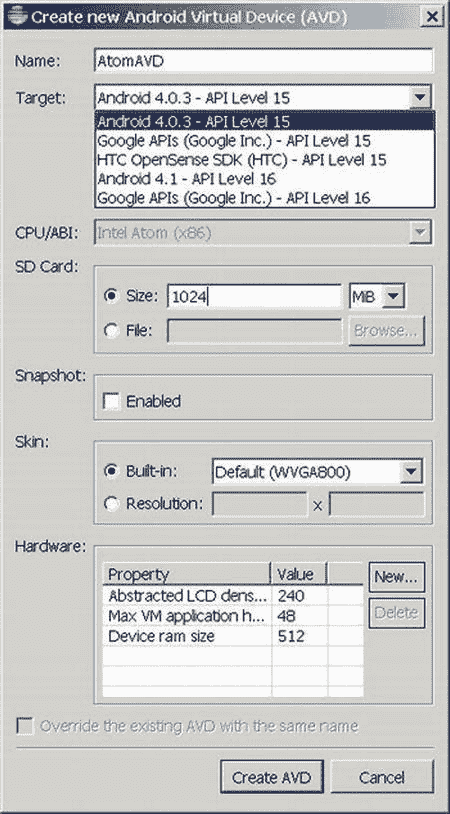 Create new Android Virtual Device (AVD)
Name: AtomAVD
Target: Android 4.0.3 - API Level 15
Android 4.0.3 - API Level 15
Google APIs (Google Inc.) - API Level 15
HTC OpenSense SDK (HTC) - API Level 15
Android 4.1 - API Level 16
Google APIs (Google Inc.) - API Level 16
CPU/ABI: Intel Atom (x86)
SD Card:
Size: 1024 MiB
File: Browse...
Snapshot:
Enabled
Skin:
Built-in: Default (WVGA800)
Resolution: x
Hardware:
Property Value New...
Abstracted LCD dens... 240
Max VM application h... 48 Delete
Device ram size 512
Override the existing AVD with the same name
Create AVD Cancel